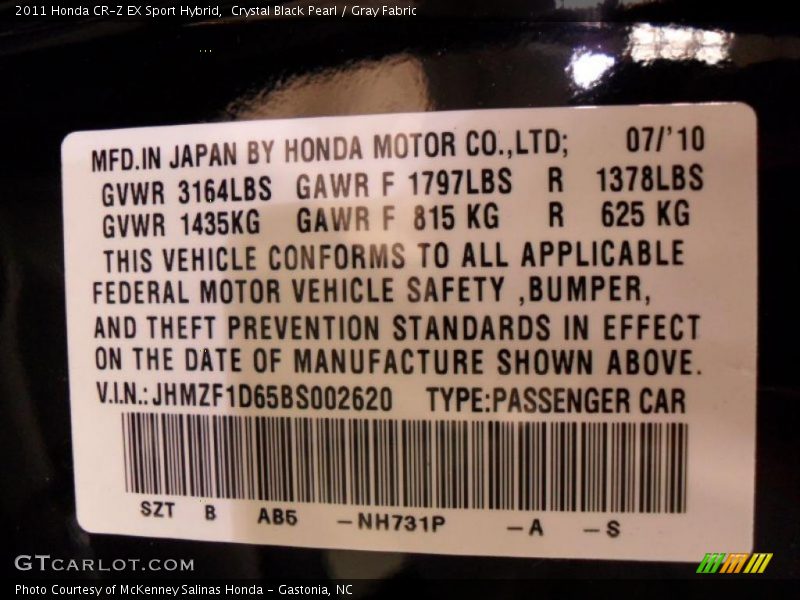 2011 Honda CR-Z EX Sport Hybrid,  Crystal Black Pearl / Gray Fabric
MFD.IN JAPAN BY HONDA MOTOR CO.,LTD; 07/'10
GVWR 3164LBS GAWR F 1797LBS R 1378LBS
GVWR 1435KG GAWR F 815 KG R 625 KG
THIS VEHICLE CONFORMS TO ALL APPLICABLE
FEDERAL MOTOR VEHICLE SAFETY ,BUMPER,
AND THEFT PREVENTION STANDARDS IN EFFECT
ON THE DATE OF MANUFACTURE SHOWN ABOVE.
V.I.N.:JHMZF1D65BS002620 TYPE:PASSENGER CAR
SZT B AB5 -NH731P -A -S
GTCARLOT.COM
Photo Courtesy of McKenney Salinas Honda - Gastonia, NC